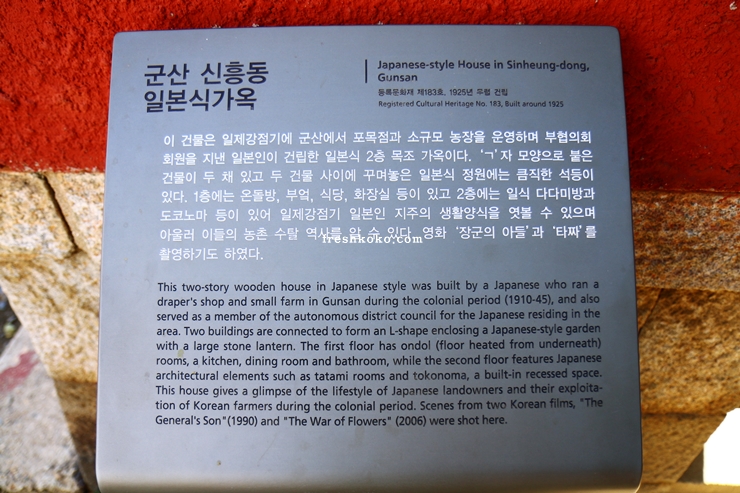 군산 신흥동
일본식가옥
Japanese-style House in Sinheung-dong,
Gunsan
등록문화재 제183호, 1925년 무렵 건립
Registered Cultural Heritage No. 183, Built around 1925
이 건물은 일제강점기에 군산에서 포목점과 소규모 농장을 운영하며 부협의회
회원을 지낸 일본인이 건립한 일본식 2층 목조 가옥이다. 'ㄱ'자 모양으로 붙은
건물이 두 채 있고 두 건물 사이에 꾸며놓은 일본식 정원에는 큼직한 석등이
있다. 1층에는 온돌방, 부엌, 식당, 화장실 등이 있고 2층에는 일식 다다미방과
도코노마 등이 있어 일제강점기 일본인 지주의 생활양식을 엿볼 수 있으며
아울러 이들의 농촌 수탈 역사를 알 수 있다. 영화 '장군의 아들'과 '타짜'를
freshkoko.com
촬영하기도 하였다.
This two-story wooden house in Japanese style was built by a Japanese who ran a
draper's shop and small farm in Gunsan during the colonial period (1910-45), and also
served as a member of the autonomous district council for the Japanese residing in the
area. Two buildings are connected to form an L-shape enclosing a Japanese-style garden
with a large stone lantern. The first floor has ondol (floor heated from underneath)
rooms, a kitchen, dining room and bathroom, while the second floor features Japanese
architectural elements such as tatami rooms and tokonoma, a built-in recessed space.
This house gives a glimpse of the lifestyle of Japanese landowners and their exploita-
tion of Korean farmers during the colonial period. Scenes from two Korean films, "The
General's Son"(1990) and "The War of Flowers" (2006) were shot here.